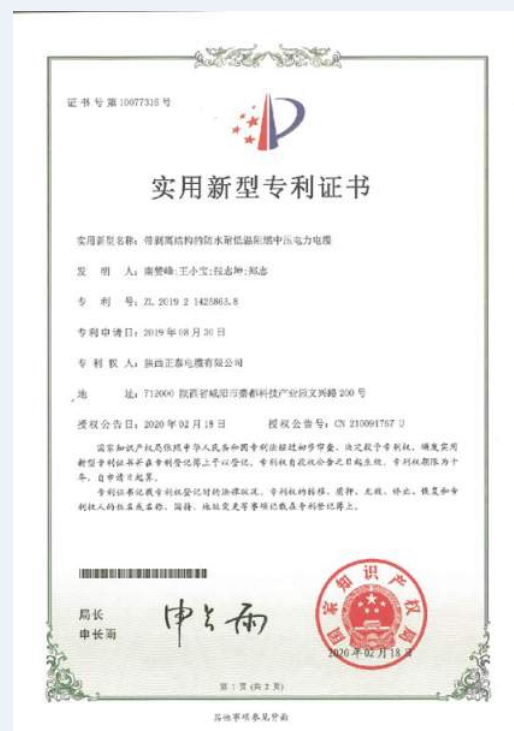 证书号第10077316号
实用新型专利证书
实用新型名称：带剥离结构的防水耐低温阻燃中压电力电缆
发 明 人：南赞峰;王小宝;张志坤;郑志
专 利 号：ZL 2019 2 1425863.8
专利申请日：2019年08月30日
专 利 权 人：陕西正泰电缆有限公司
地 址：712000 陕西省咸阳市秦都科技产业园文兴路200号
授权公告日：2020年02月18日 授权公告号：CN 210091767 U
国家知识产权局依照中华人民共和国专利法经过初步审查，决定授予专利权，颁发实用
新型专利证书并在专利登记簿上予以登记。专利权自授权公告之日起生效。专利权期限为十
年，自申请日起算。
专利证书记载专利权登记时的法律状况。专利权的转移、质押、无效、终止、恢复和专
利权人的姓名或名称、国籍、地址变更等事项记载在专利登记簿上。
局长
申长雨
申长雨
国家知识产权局
2020年02月18日
第 1 页 (共 2 页)
其他事项参见背面